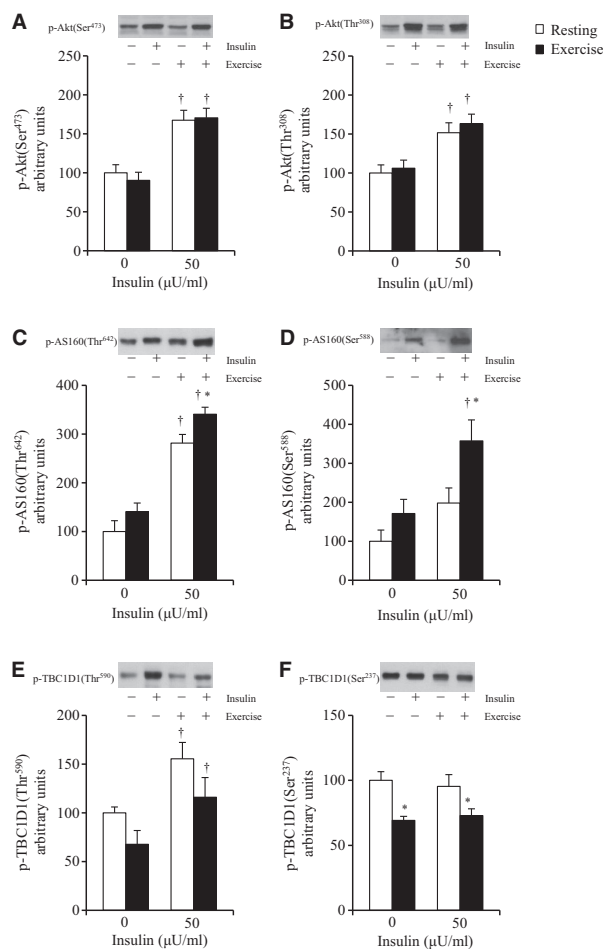 A
p-Akt(Ser⁴⁷³)
– + – + Insulin
– – + + Exercise
p-Akt(Ser⁴⁷³)
arbitrary units
250
200
150
100
50
0
† †
0 50
Insulin (μU/ml)
B
p-Akt(Thr³⁰⁸)
– + – + Insulin
– – + + Exercise
Resting
Exercise
p-Akt(Thr³⁰⁸)
arbitrary units
250
200
150
100
50
0
† †
0 50
Insulin (μU/ml)
C
p-AS160(Thr⁶⁴²)
– + – + Insulin
– – + + Exercise
p-AS160(Thr⁶⁴²)
arbitrary units
400
300
200
100
0
† † *
0 50
Insulin (μU/ml)
D
p-AS160(Ser⁵⁸⁸)
– + – + Insulin
– – + + Exercise
p-AS160(Ser⁵⁸⁸)
arbitrary units
500
400
300
200
100
0
† *
0 50
Insulin (μU/ml)
E
p-TBC1D1(Thr⁵⁹⁰)
– + – + Insulin
– – + + Exercise
p-TBC1D1(Thr⁵⁹⁰)
arbitrary units
200
150
100
50
0
† †
0 50
Insulin (μU/ml)
F
p-TBC1D1(Ser²³⁷)
– + – + Insulin
– – + + Exercise
p-TBC1D1(Ser²³⁷)
arbitrary units
150
100
50
0
* *
0 50
Insulin (μU/ml)